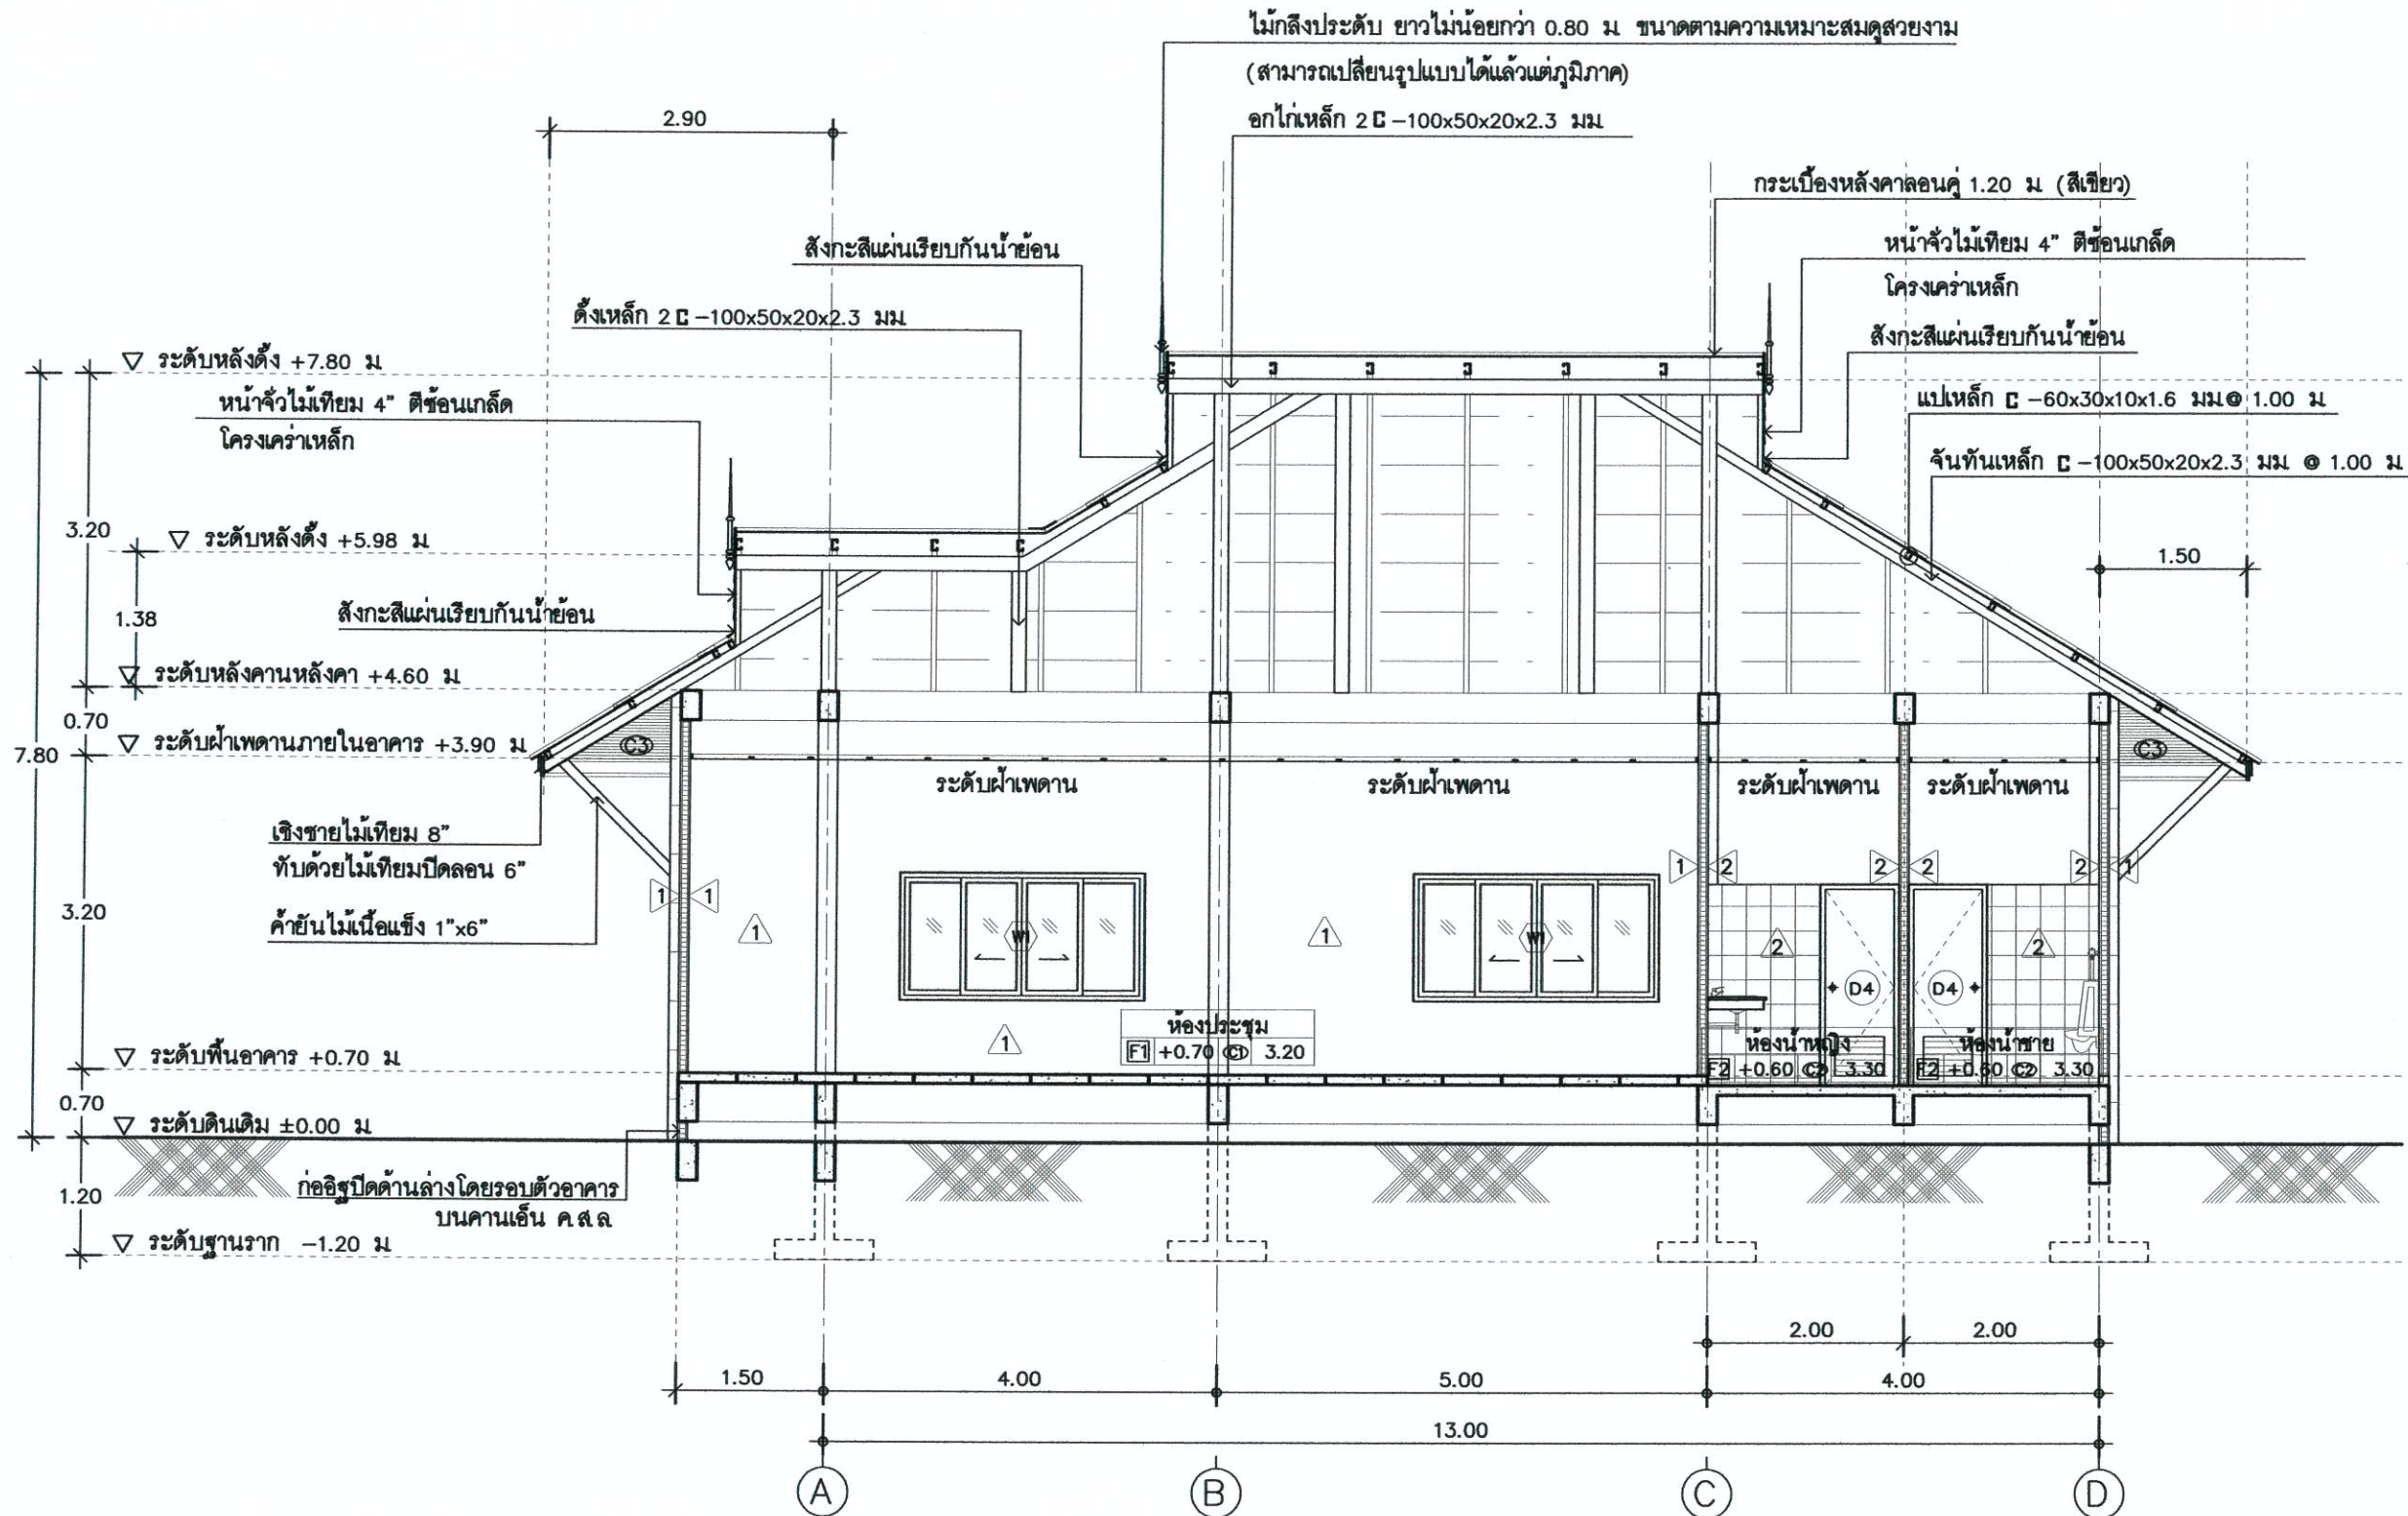 ไม้กลึงประดับ ยาวไม่น้อยกว่า 0.80 ม. ขนาดตามความเหมาะสมดูสวยงาม
(สามารถเปลี่ยนรูปแบบได้แล้วแต่ภูมิภาค)
2.90
อกไก่เหล็ก 2 C -100x50x20x2.3 มม.
กระเบื้องหลังคาลอนคู่ 1.20 ม. (สีเขียว)
สังกะสีแผ่นเรียบกันน้ำย้อน
หน้าจั่วไม้เทียม 4" ตีซ้อนเกล็ด
โครงเคร่าเหล็ก
ดั้งเหล็ก 2 C -100x50x20x2.3 มม.
สังกะสีแผ่นเรียบกันน้ำย้อน
ระดับหลังดั้ง +7.80 ม.
หน้าจั่วไม้เทียม 4" ตีซ้อนเกล็ด
โครงเคร่าเหล็ก
แปเหล็ก C -60x30x10x1.6 มม.@ 1.00 ม.
จันทันเหล็ก C -100x50x20x2.3 มม. @ 1.00 ม.
3.20
ระดับหลังดั้ง +5.98 ม.
1.50
1.38
สังกะสีแผ่นเรียบกันน้ำย้อน
ระดับหลังคานหลังคา +4.60 ม.
0.70
7.80
ระดับฝ้าเพดานภายในอาคาร +3.90 ม.
C3
C3
ระดับฝ้าเพดาน
ระดับฝ้าเพดาน
ระดับฝ้าเพดาน
ระดับฝ้าเพดาน
เชิงชายไม้เทียม 8"
ทับด้วยไม้เทียมปิดลอน 6"
3.20
ค้ำยันไม้เนื้อแข็ง 1"x6"
1 1
1 2
2 2
2 1
1
W1
1
W1
2
2
D4
D4
1
ห้องประชุม
F1 +0.70 C1 3.20
ห้องน้ำหญิง
F2 +0.60 C2 3.30
ห้องน้ำชาย
F2 +0.60 C2 3.30
ระดับพื้นอาคาร +0.70 ม.
0.70
ระดับดินเดิม ±0.00 ม.
1.20
ก่ออิฐปิดด้านล่างโดยรอบตัวอาคาร
บนคานเอ็น ค.ส.ล.
ระดับฐานราก -1.20 ม.
2.00
2.00
1.50
4.00
5.00
4.00
13.00
A
B
C
D